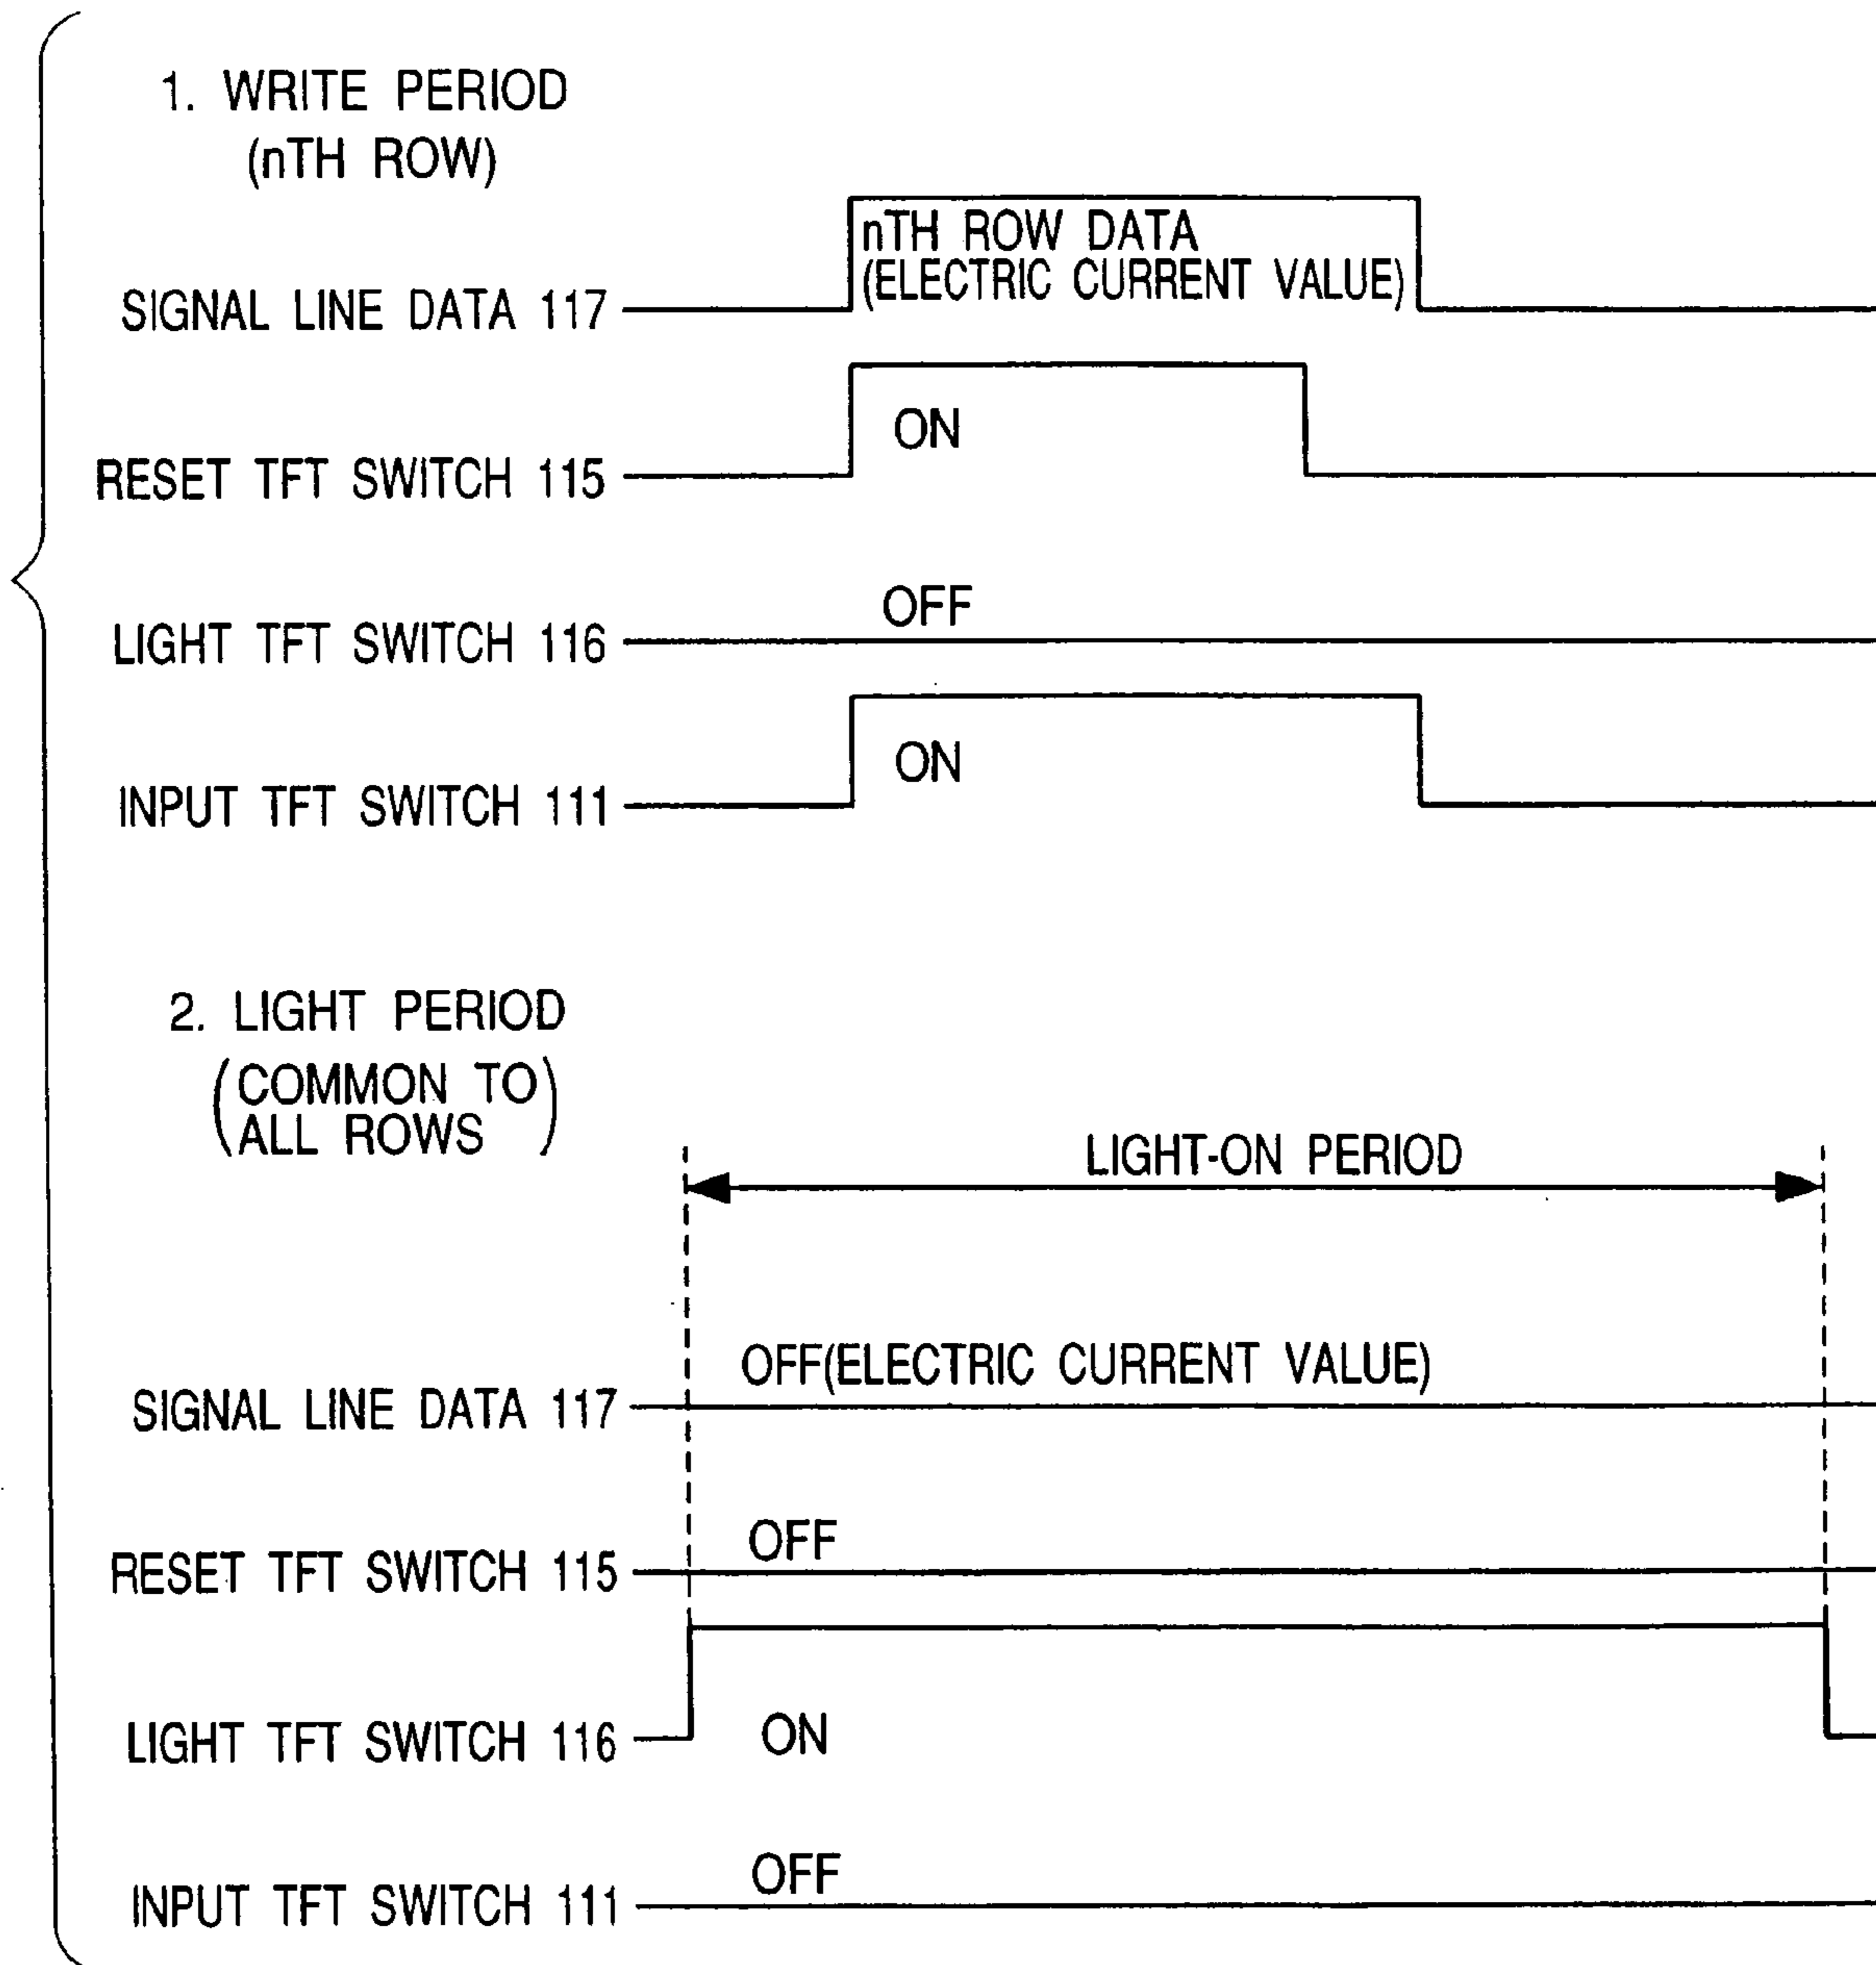 1. WRITE PERIOD
(nTH ROW)
nTH ROW DATA
(ELECTRIC CURRENT VALUE)
SIGNAL LINE DATA 117
ON
RESET TFT SWITCH 115
OFF
LIGHT TFT SWITCH 116
ON
INPUT TFT SWITCH 111
2. LIGHT PERIOD
(COMMON TO
ALL ROWS)
LIGHT-ON PERIOD
OFF(ELECTRIC CURRENT VALUE)
SIGNAL LINE DATA 117
OFF
RESET TFT SWITCH 115
ON
LIGHT TFT SWITCH 116
OFF
INPUT TFT SWITCH 111